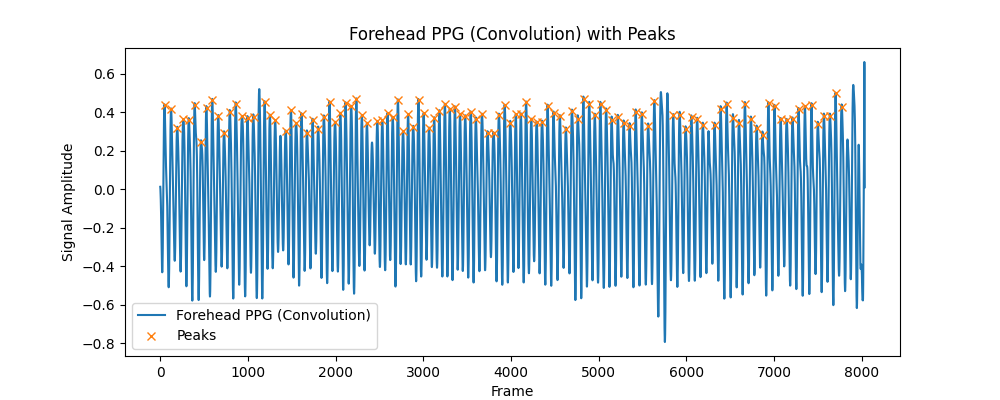 Forehead PPG (Convolution) with Peaks
Signal Amplitude
0.6
0.4
0.2
0.0
−0.2
−0.4
−0.6
−0.8
Forehead PPG (Convolution)
Peaks
0 1000 2000 3000 4000 5000 6000 7000 8000
Frame